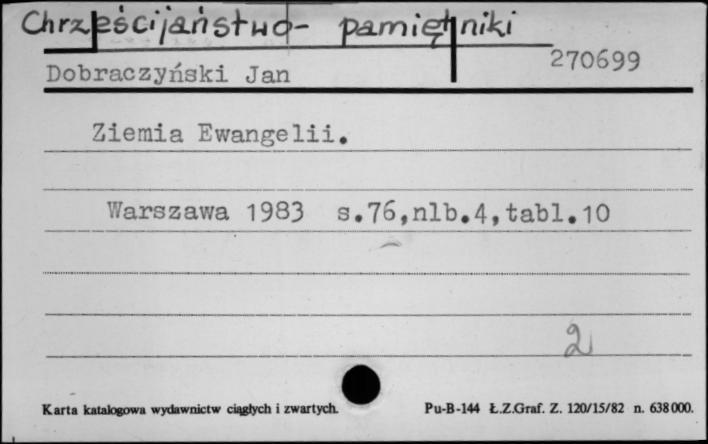 Chrześcijaństwo- pamiętniki
270699
Dobraczyński Jan
Ziemia Ewangelii.
Warszawa 1983 s.76,nlb.4,tabl.10
2
Karta katalogowa wydawnictw ciągłych i zwartych. Pu-B-144 Ł.Z.Graf. Z. 120/15/82 n. 638000.